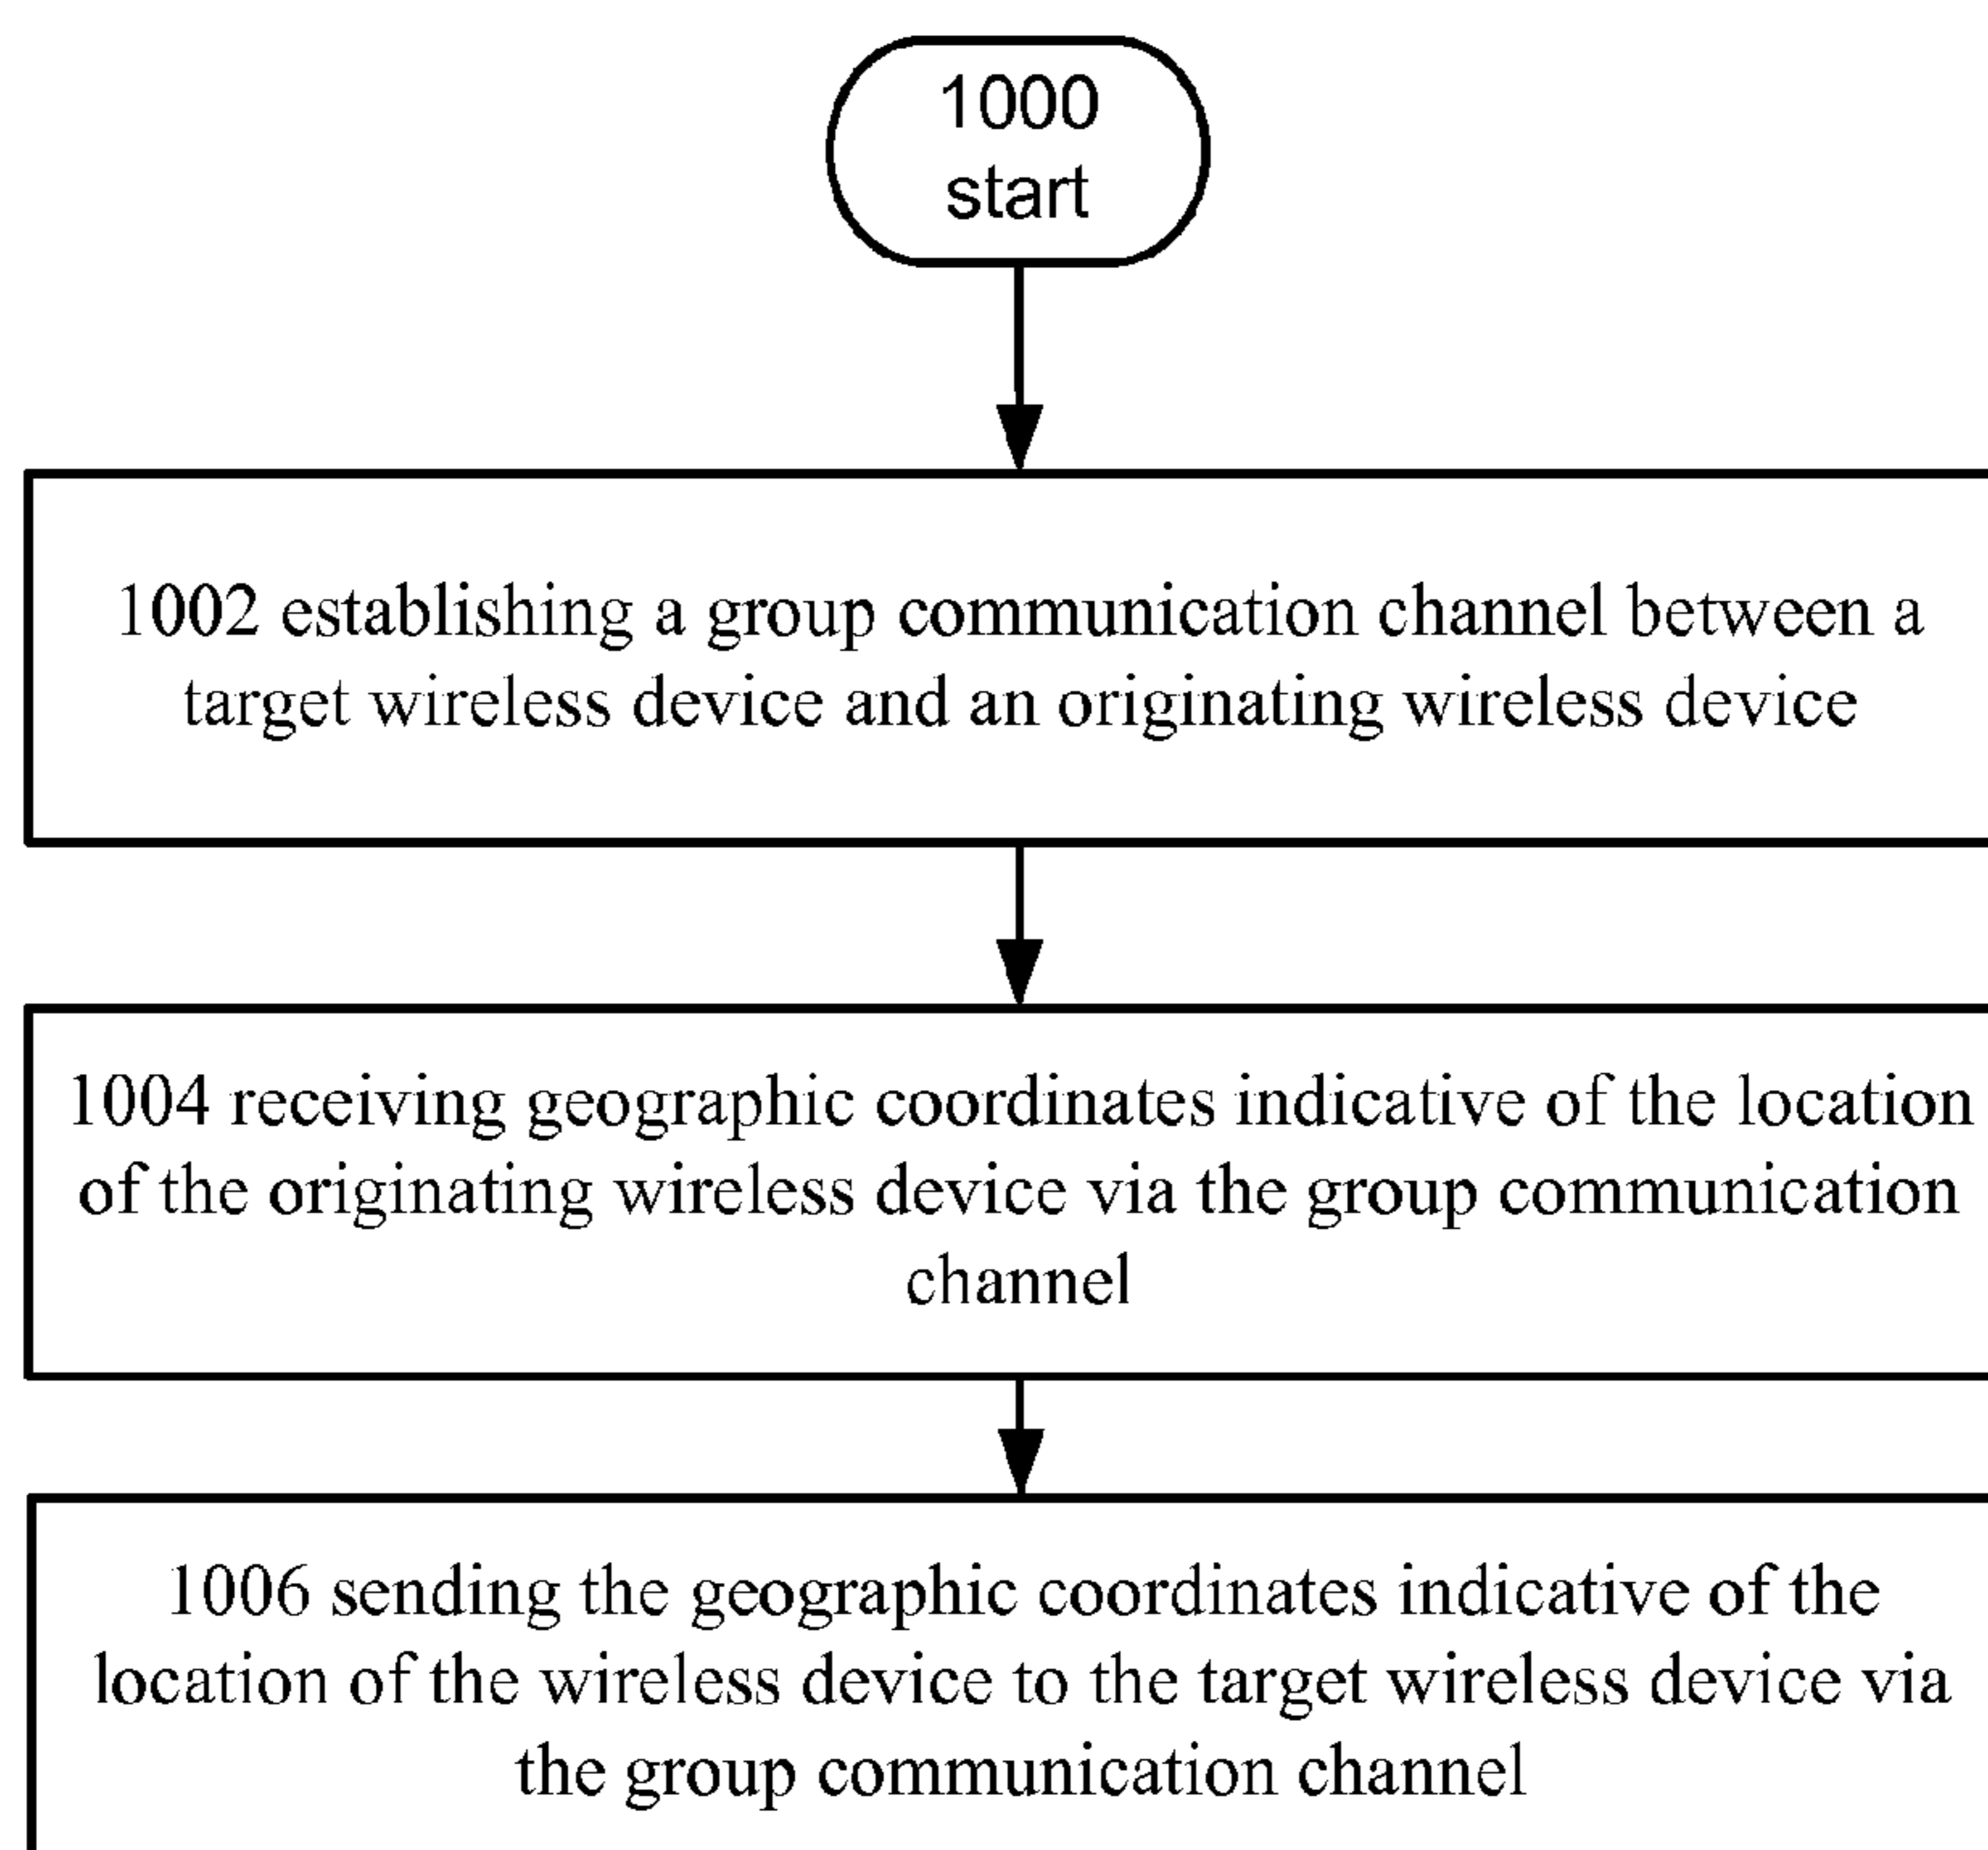 1000
start
1002 establishing a group communication channel between a
target wireless device and an originating wireless device
1004 receiving geographic coordinates indicative of the location
of the originating wireless device via the group communication
channel
1006 sending the geographic coordinates indicative of the
location of the wireless device to the target wireless device via
the group communication channel